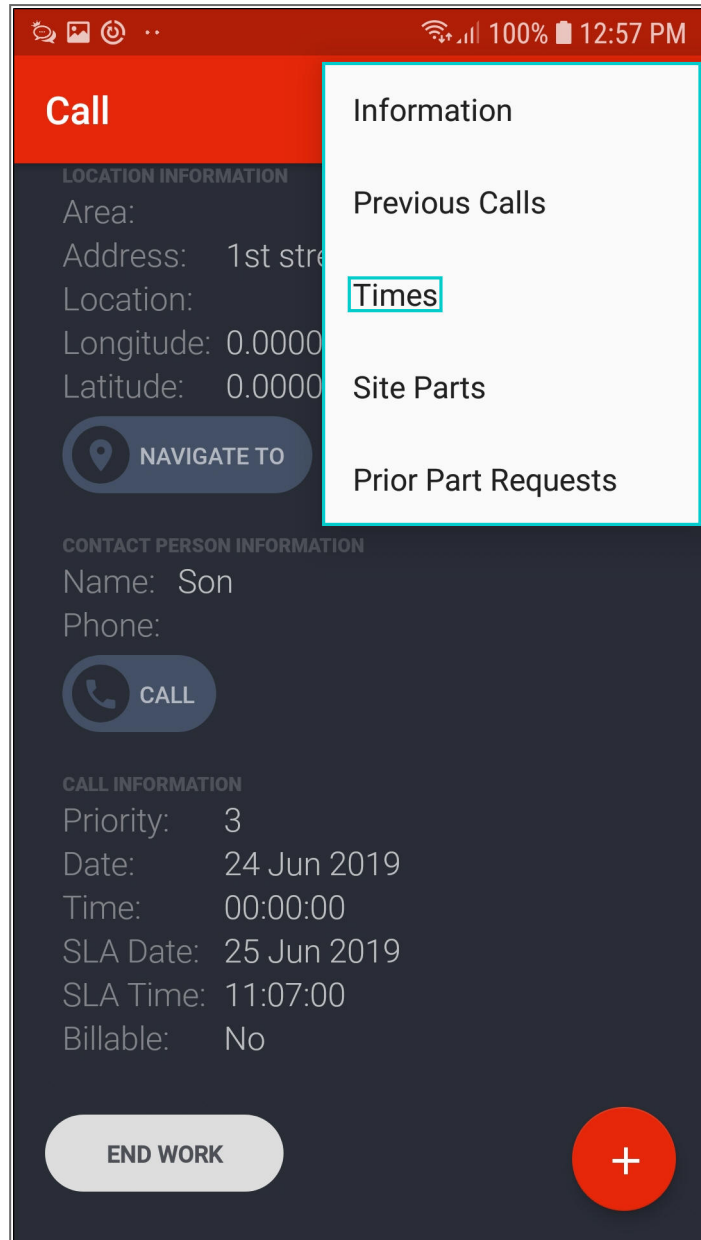 100% 12:57 PM
Call
Information
Previous Calls
Times
Site Parts
Prior Part Requests
LOCATION INFORMATION
Area:
Address: 1st stre
Location:
Longitude: 0.0000
Latitude: 0.0000
NAVIGATE TO
CONTACT PERSON INFORMATION
Name: Son
Phone:
CALL
CALL INFORMATION
Priority: 3
Date: 24 Jun 2019
Time: 00:00:00
SLA Date: 25 Jun 2019
SLA Time: 11:07:00
Billable: No
END WORK
+